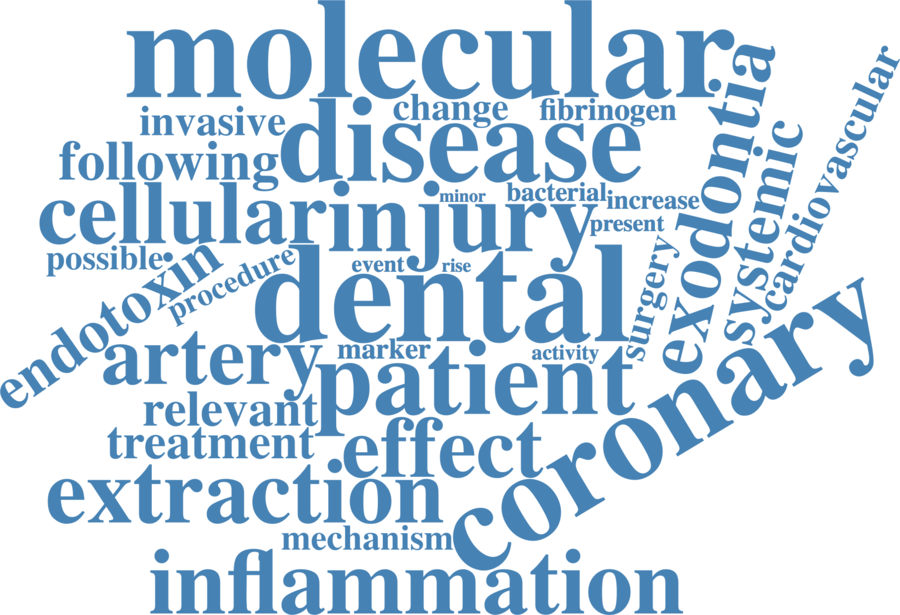 molecular
change
fibrinogen
invasive
disease
following
exodontia
systemic
cardiovascular
cellular
injury
minor
bacterial
increase
present
possible
endotoxin
procedure
event
rise
dental
surgery
artery
marker
activity
patient
coronary
relevant
treatment
effect
extraction
mechanism
inflammation